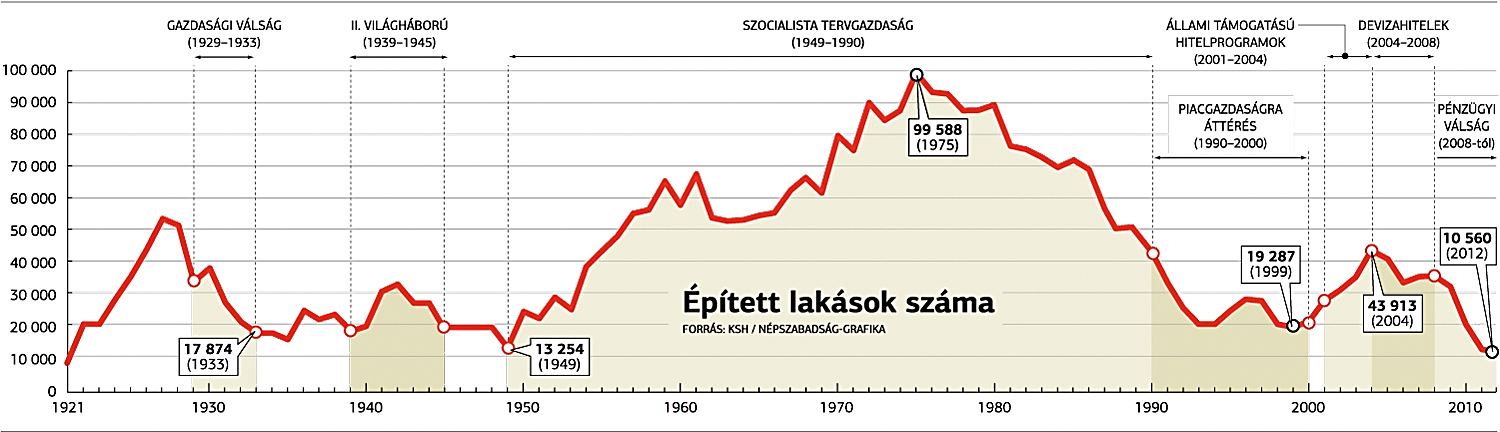 GAZDASÁGI VÁLSÁG
(1929–1933)
II. VILÁGHÁBORÚ
(1939–1945)
SZOCIALISTA TERVGAZDASÁG
(1949–1990)
ÁLLAMI TÁMOGATÁSÚ
HITELPROGRAMOK
(2001–2004)
DEVIZAHITELEK
(2004–2008)
100 000
90 000
80 000
70 000
60 000
50 000
40 000
30 000
20 000
10 000
0
PIACGAZDASÁGRA
ÁTTÉRÉS
(1990–2000)
PÉNZÜGYI
VÁLSÁG
(2008-tól)
99 588
(1975)
10 560
(2012)
19 287
(1999)
43 913
(2004)
17 874
(1933)
13 254
(1949)
Épített lakások száma
FORRÁS: KSH / NÉPSZABADSÁG-GRAFIKA
1921 1930 1940 1950 1960 1970 1980 1990 2000 2010